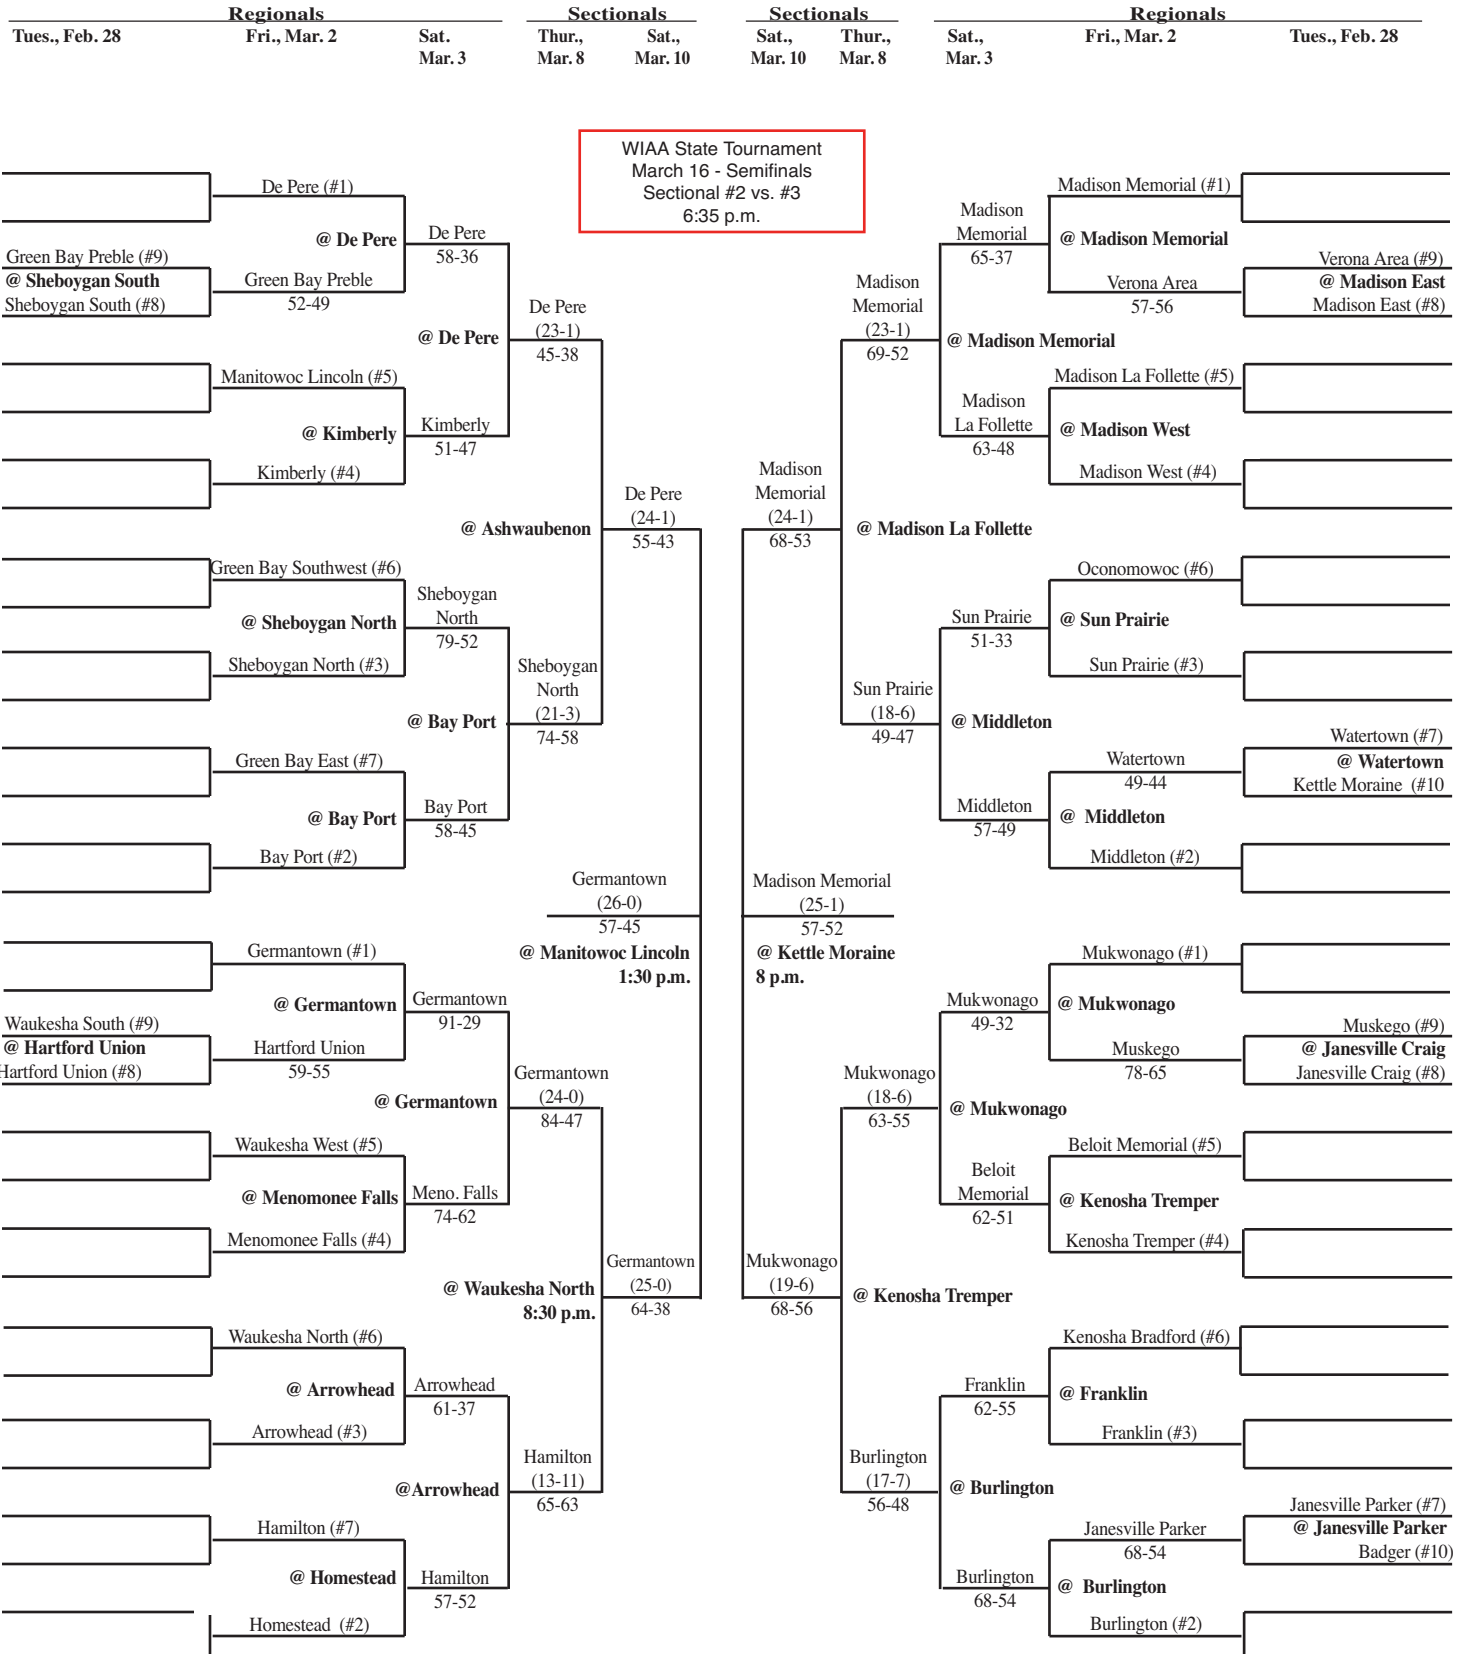 Regionals
Sectionals
Sectionals
Regionals
Tues., Feb. 28
Fri., Mar. 2
Sat.
Mar. 3
Thur.,
Mar. 8
Sat.,
Mar. 10
Sat.,
Mar. 10
Thur.,
Mar. 8
Sat.,
Mar. 3
Fri., Mar. 2
Tues., Feb. 28
WIAA State Tournament
March 16 - Semifinals
Sectional #2 vs. #3
6:35 p.m.
Green Bay Preble (#9)
@ Sheboygan South
Sheboygan South (#8)
Waukesha South (#9)
@ Hartford Union
Hartford Union (#8)
De Pere (#1)
@ De Pere
Green Bay Preble
52-49
Manitowoc Lincoln (#5)
@ Kimberly
Kimberly (#4)
Green Bay Southwest (#6)
@ Sheboygan North
Sheboygan North (#3)
Green Bay East (#7)
@ Bay Port
Bay Port (#2)
Germantown (#1)
@ Germantown
Hartford Union
59-55
Waukesha West (#5)
@ Menomonee Falls
Menomonee Falls (#4)
Waukesha North (#6)
@ Arrowhead
Arrowhead (#3)
Hamilton (#7)
@ Homestead
Homestead (#2)
De Pere
58-36
@ De Pere
Kimberly
51-47
Sheboygan
North
79-52
@ Bay Port
Bay Port
58-45
Germantown
91-29
@ Germantown
Meno. Falls
74-62
Arrowhead
61-37
@Arrowhead
Hamilton
57-52
De Pere
(23-1)
45-38
@ Ashwaubenon
Sheboygan
North
(21-3)
74-58
Germantown
(24-0)
84-47
@ Waukesha North
8:30 p.m.
Hamilton
(13-11)
65-63
De Pere
(24-1)
55-43
Germantown
(26-0)
57-45
@ Manitowoc Lincoln
1:30 p.m.
Germantown
(25-0)
64-38
Madison
Memorial
(24-1)
68-53
Madison Memorial
(25-1)
57-52
@ Kettle Moraine
8 p.m.
Mukwonago
(19-6)
68-56
Madison
Memorial
(23-1)
69-52
@ Madison La Follette
Sun Prairie
(18-6)
49-47
Mukwonago
(18-6)
63-55
@ Kenosha Tremper
Burlington
(17-7)
56-48
Madison
Memorial
65-37
@ Madison Memorial
Madison
La Follette
63-48
Sun Prairie
51-33
@ Middleton
Middleton
57-49
Mukwonago
49-32
@ Mukwonago
Beloit
Memorial
62-51
Franklin
62-55
@ Burlington
Burlington
68-54
Madison Memorial (#1)
@ Madison Memorial
Verona Area
57-56
Madison La Follette (#5)
@ Madison West
Madison West (#4)
Oconomowoc (#6)
@ Sun Prairie
Sun Prairie (#3)
Watertown
49-44
@ Middleton
Middleton (#2)
Mukwonago (#1)
@ Mukwonago
Muskego
78-65
Beloit Memorial (#5)
@ Kenosha Tremper
Kenosha Tremper (#4)
Kenosha Bradford (#6)
@ Franklin
Franklin (#3)
Janesville Parker
68-54
@ Burlington
Burlington (#2)
Verona Area (#9)
@ Madison East
Madison East (#8)
Watertown (#7)
@ Watertown
Kettle Moraine (#10
Muskego (#9)
@ Janesville Craig
Janesville Craig (#8)
Janesville Parker (#7)
@ Janesville Parker
Badger (#10)